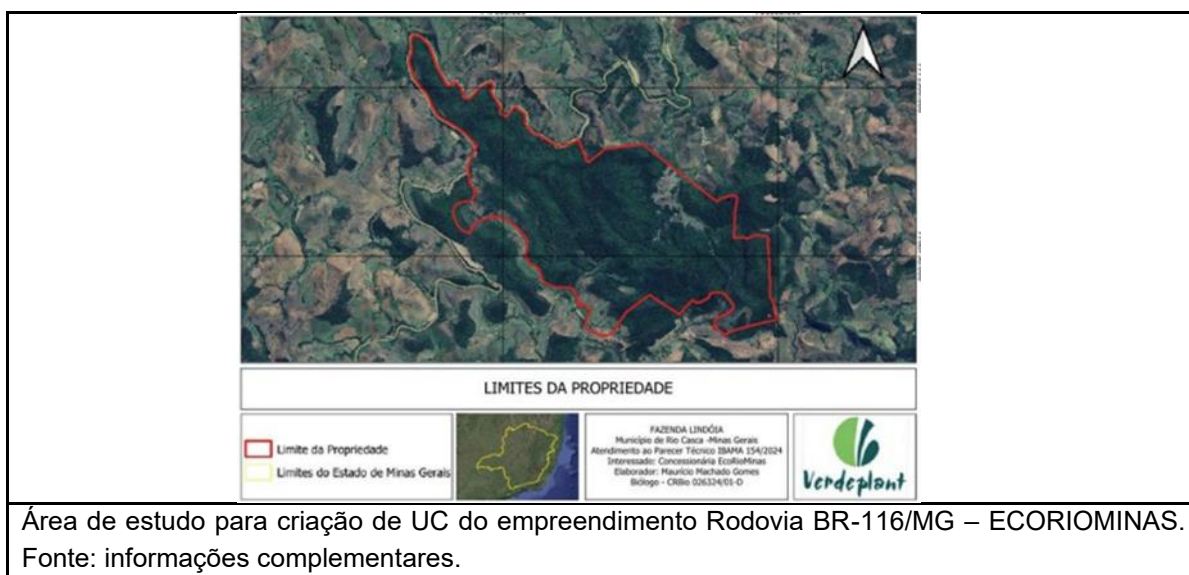 LIMITES DA PROPRIEDADE
Limite da Propriedade
Limites do Estado de Minas Gerais
FAZENDA LINDÓIA
Município de Rio Casca -Minas Gerais
Atendimento ao Parecer Técnico IBAMA 154/2024
Interessado: Concessionária EcoRioMinas
Elaborador: Maurício Machado Gomes
Biólogo - CRBio 026324/01-D
Verdeplant
Área de estudo para criação de UC do empreendimento Rodovia BR-116/MG – ECORIOMINAS.
Fonte: informações complementares.